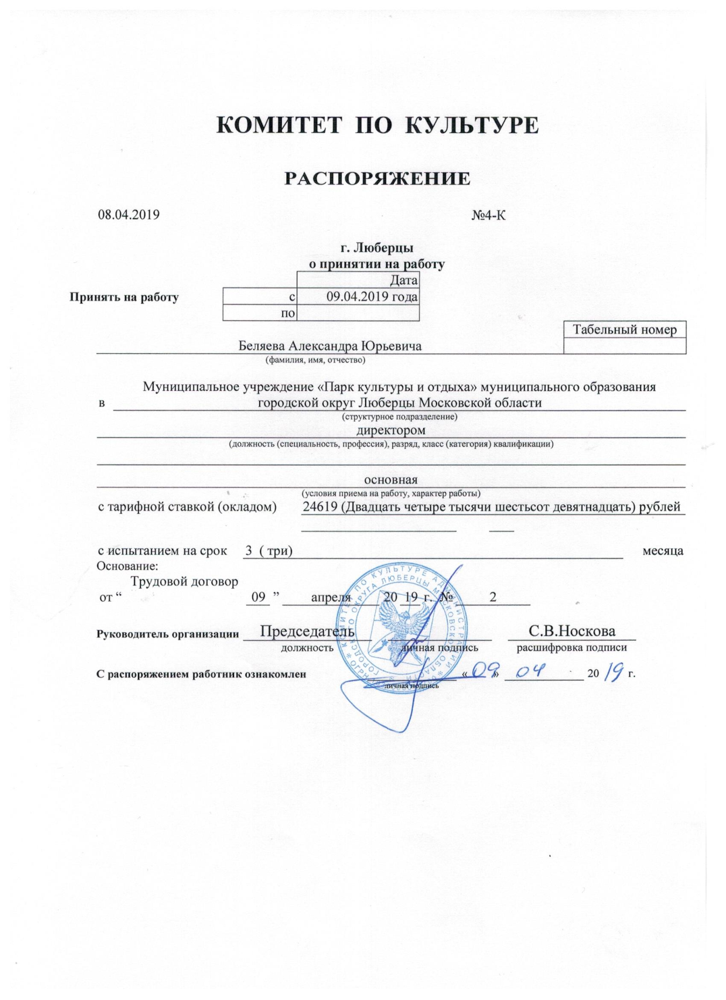 КОМИТЕТ ПО КУЛЬТУРЕ
РАСПОРЯЖЕНИЕ
08.04.2019 №4-К
г. Люберцы
о принятии на работу
Дата
Принять на работу с 09.04.2019 года
по
Табельный номер
Беляева Александра Юрьевича
(фамилия, имя, отчество)
Муниципальное учреждение «Парк культуры и отдыха» муниципального образования
в городской округ Люберцы Московской области
(структурное подразделение)
директором
(должность (специальность, профессия), разряд, класс (категория) квалификации)
основная
(условия приема на работу, характер работы)
с тарифной ставкой (окладом) 24619 (Двадцать четыре тысячи шестьсот девятнадцать) рублей
с испытанием на срок 3 ( три) месяца
Основание:
Трудовой договор
от “ 09 ” апреля 20 19 г. № 2
Руководитель организации Председатель С.В.Носкова
должность личная подпись расшифровка подписи
С распоряжением работник ознакомлен « 09 » 04 20 19 г.
личная подпись
КОМИТЕТ ПО КУЛЬТУРЕ АДМИНИСТРАЦИИ
ГОРОДСКОГО ОКРУГА ЛЮБЕРЦЫ МОСКОВСКОЙ ОБЛАСТИ